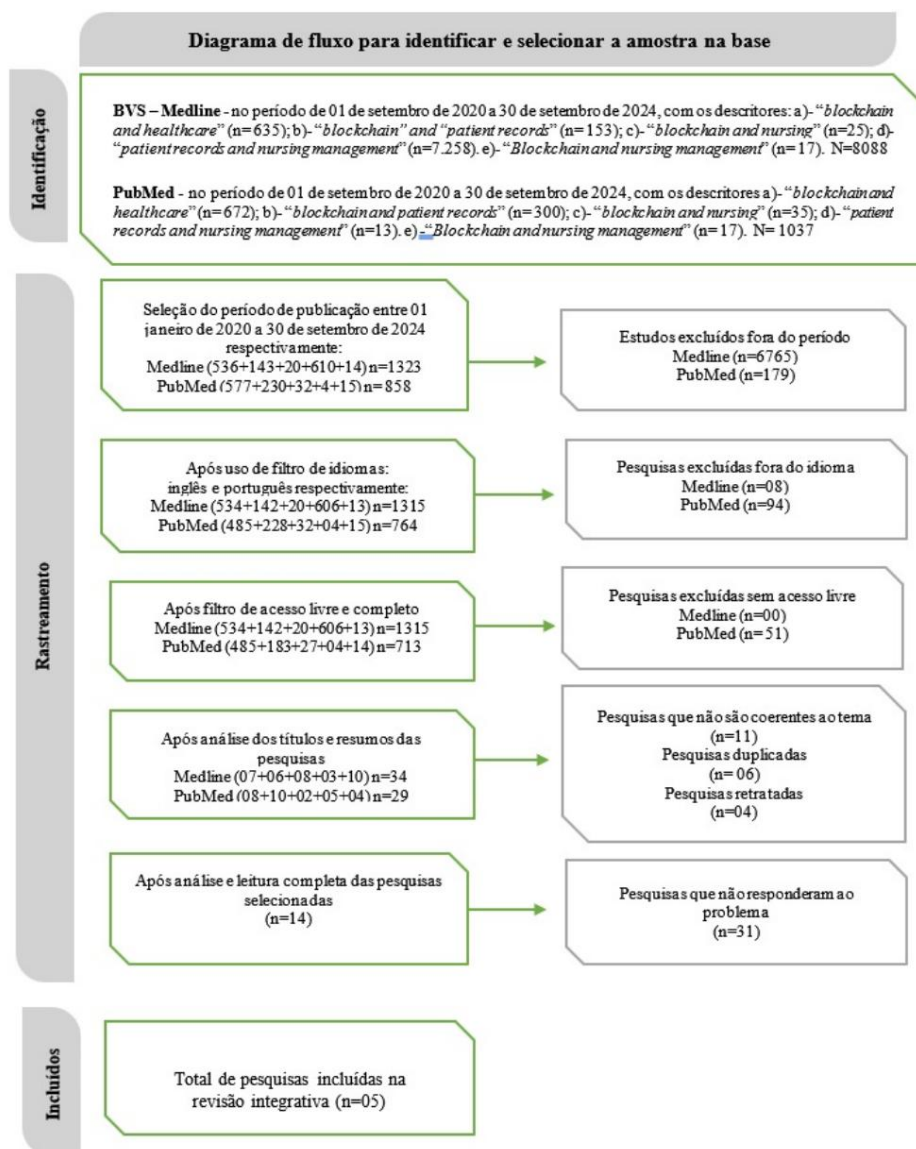 Diagrama de fluxo para identificar e selecionar a amostra na base
Identificação
BVS – Medline - no período de 01 de setembro de 2020 a 30 de setembro de 2024, com os descritores: a)- “blockchain
and healthcare” (n= 635); b)- “blockchain” and “patient records” (n= 153); c)- “blockchain and nursing” (n=25); d)-
“patient records and nursing management” (n=7.258). e)- “Blockchain and nursing management” (n= 17). N=8088
PubMed - no período de 01 de setembro de 2020 a 30 de setembro de 2024, com os descritores a)- “blockchain and
healthcare” (n= 672); b)- “blockchain and patient records” (n= 300); c)- “blockchain and nursing” (n=35); d)- “patient
records and nursing management” (n=13). e) -“Blockchain and nursing management” (n= 17). N= 1037
Rastreamento
Seleção do período de publicação entre 01
janeiro de 2020 a 30 de setembro de 2024
respectivamente:
Medline (536+143+20+610+14) n=1323
PubMed (577+230+32+4+15) n= 858
Estudos excluídos fora do período
Medline (n=6765)
PubMed (n=179)
Após uso de filtro de idiomas:
inglês e português respectivamente:
Medline (534+142+20+606+13) n=1315
PubMed (485+228+32+04+15) n=764
Pesquisas excluídas fora do idioma
Medline (n=08)
PubMed (n=94)
Após filtro de acesso livre e completo
Medline (534+142+20+606+13) n=1315
PubMed (485+183+27+04+14) n=713
Pesquisas excluídas sem acesso livre
Medline (n=00)
PubMed (n= 51)
Após análise dos títulos e resumos das
pesquisas
Medline (07+06+08+03+10) n=34
PubMed (08+10+02+05+04) n=29
Pesquisas que não são coerentes ao tema
(n=11)
Pesquisas duplicadas
(n= 06)
Pesquisas retratadas
(n=04)
Após análise e leitura completa das pesquisas
selecionadas
(n=14)
Pesquisas que não responderam ao
problema
(n=31)
Incluídos
Total de pesquisas incluídas na
revisão integrativa (n=05)